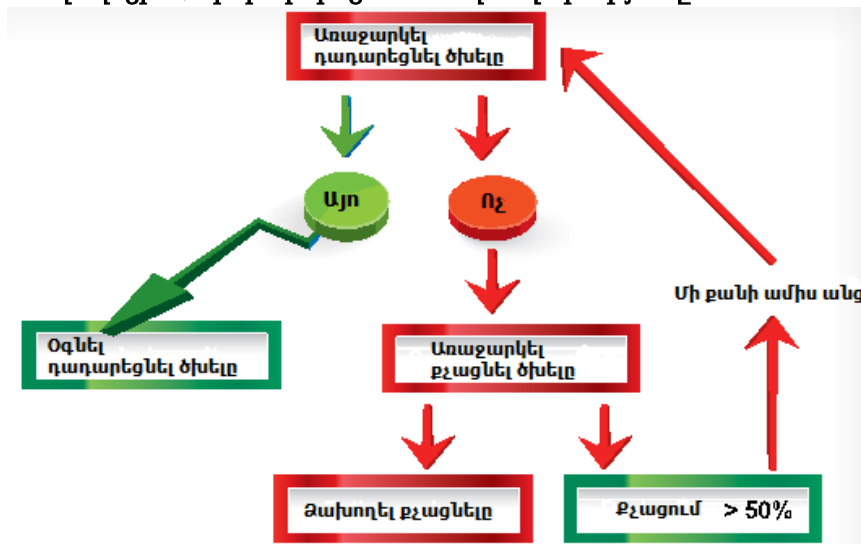 Առաջարկել
դադարեցնել ծխելը
Այո
Ոչ
Մի քանի ամիս անց
Օգնել
դադարեցնել ծխելը
Առաջարկել
քչացնել ծխելը
Ձախողել քչացնելը
Քչացում > 50%